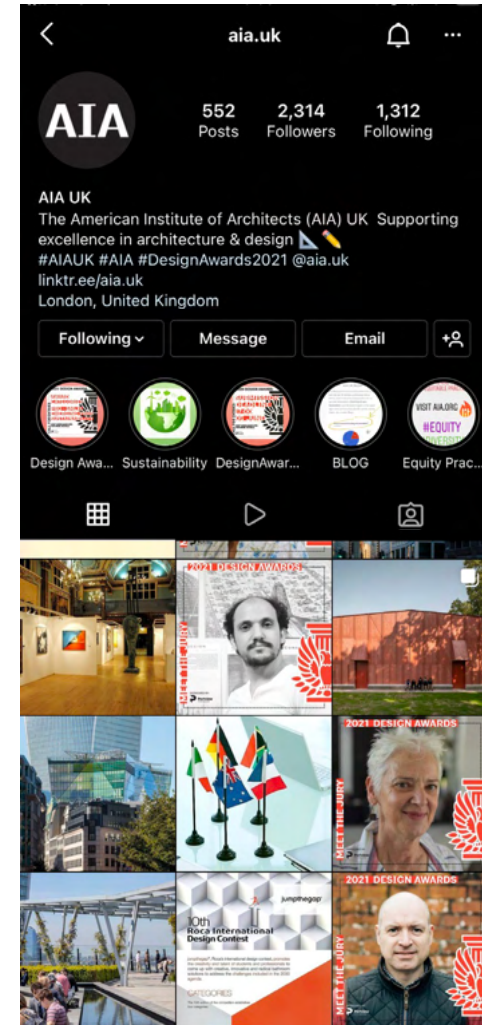 aia.uk
AIA
552
2,314
1,312
Posts
Followers
Following
AIA UK
The American Institute of Architects (AIA) UK Supporting
excellence in architecture & design
#AIAUK #AIA #DesignAwards2021 @aia.uk
linktr.ee/aia.uk
London, United Kingdom
Following
Message
Email
VISIT AIA.ORG
#EQUITY
Design Awa...
Sustainability
DesignAwar...
BLOG
Equity Prac...
2021 DESIGN AWARDS
MEET THE JURY
2021 DESIGN AWARDS
MEET THE JURY
jumpthegap
10th
Roca International
Design Contest
CATEGORIES
2021 DESIGN AWARDS
MEET THE JURY